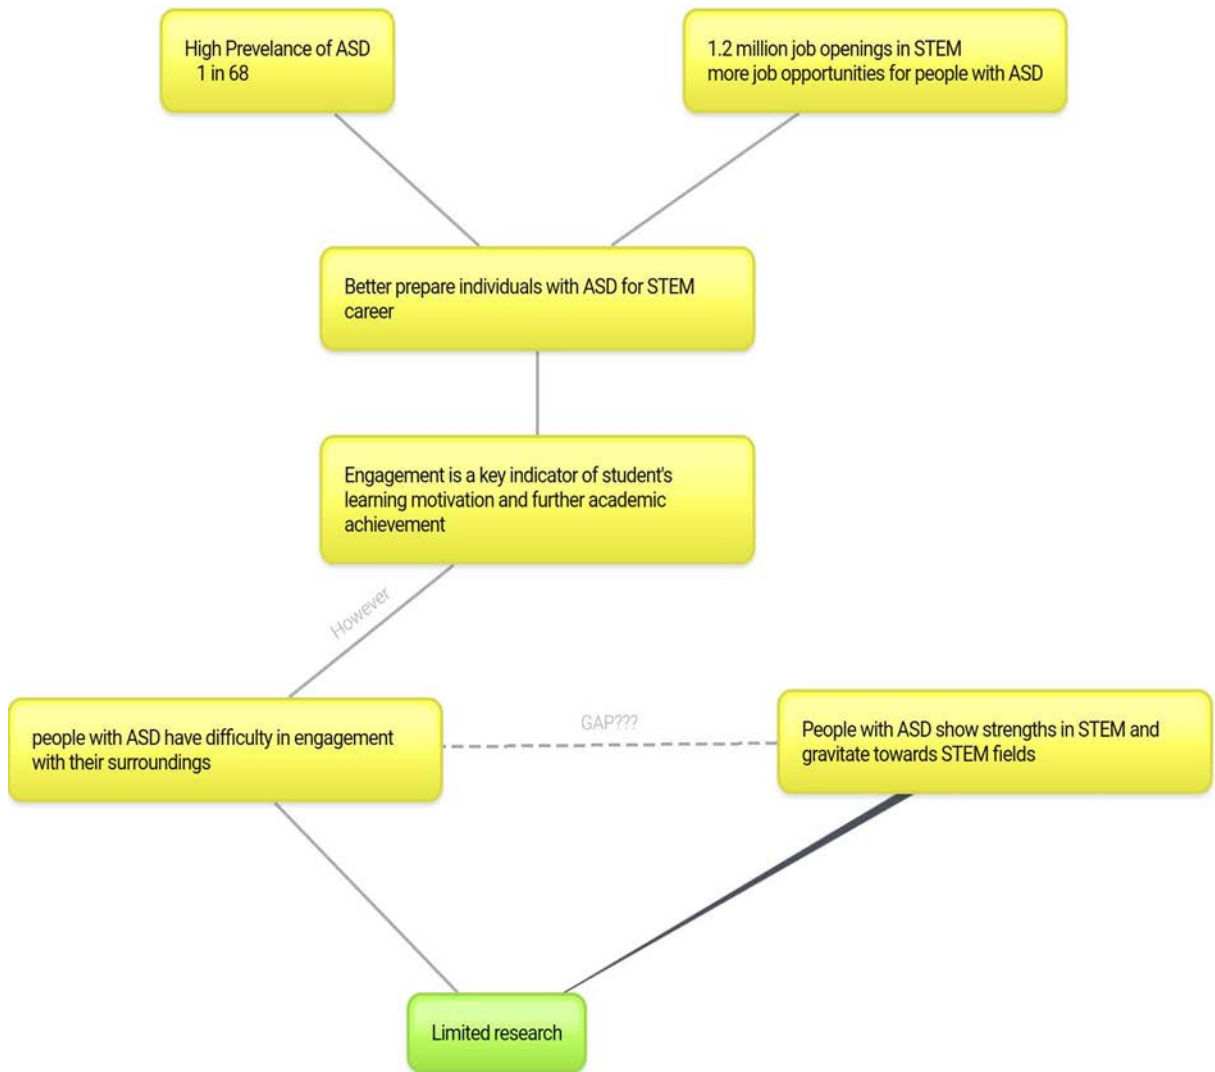 High Prevelance of ASD
1 in 68
1.2 million job openings in STEM
more job opportunities for people with ASD
Better prepare individuals with ASD for STEM
career
Engagement is a key indicator of student's
learning motivation and further academic
achievement
However
people with ASD have difficulty in engagement
with their surroundings
GAP???
People with ASD show strengths in STEM and
gravitate towards STEM fields
Limited research